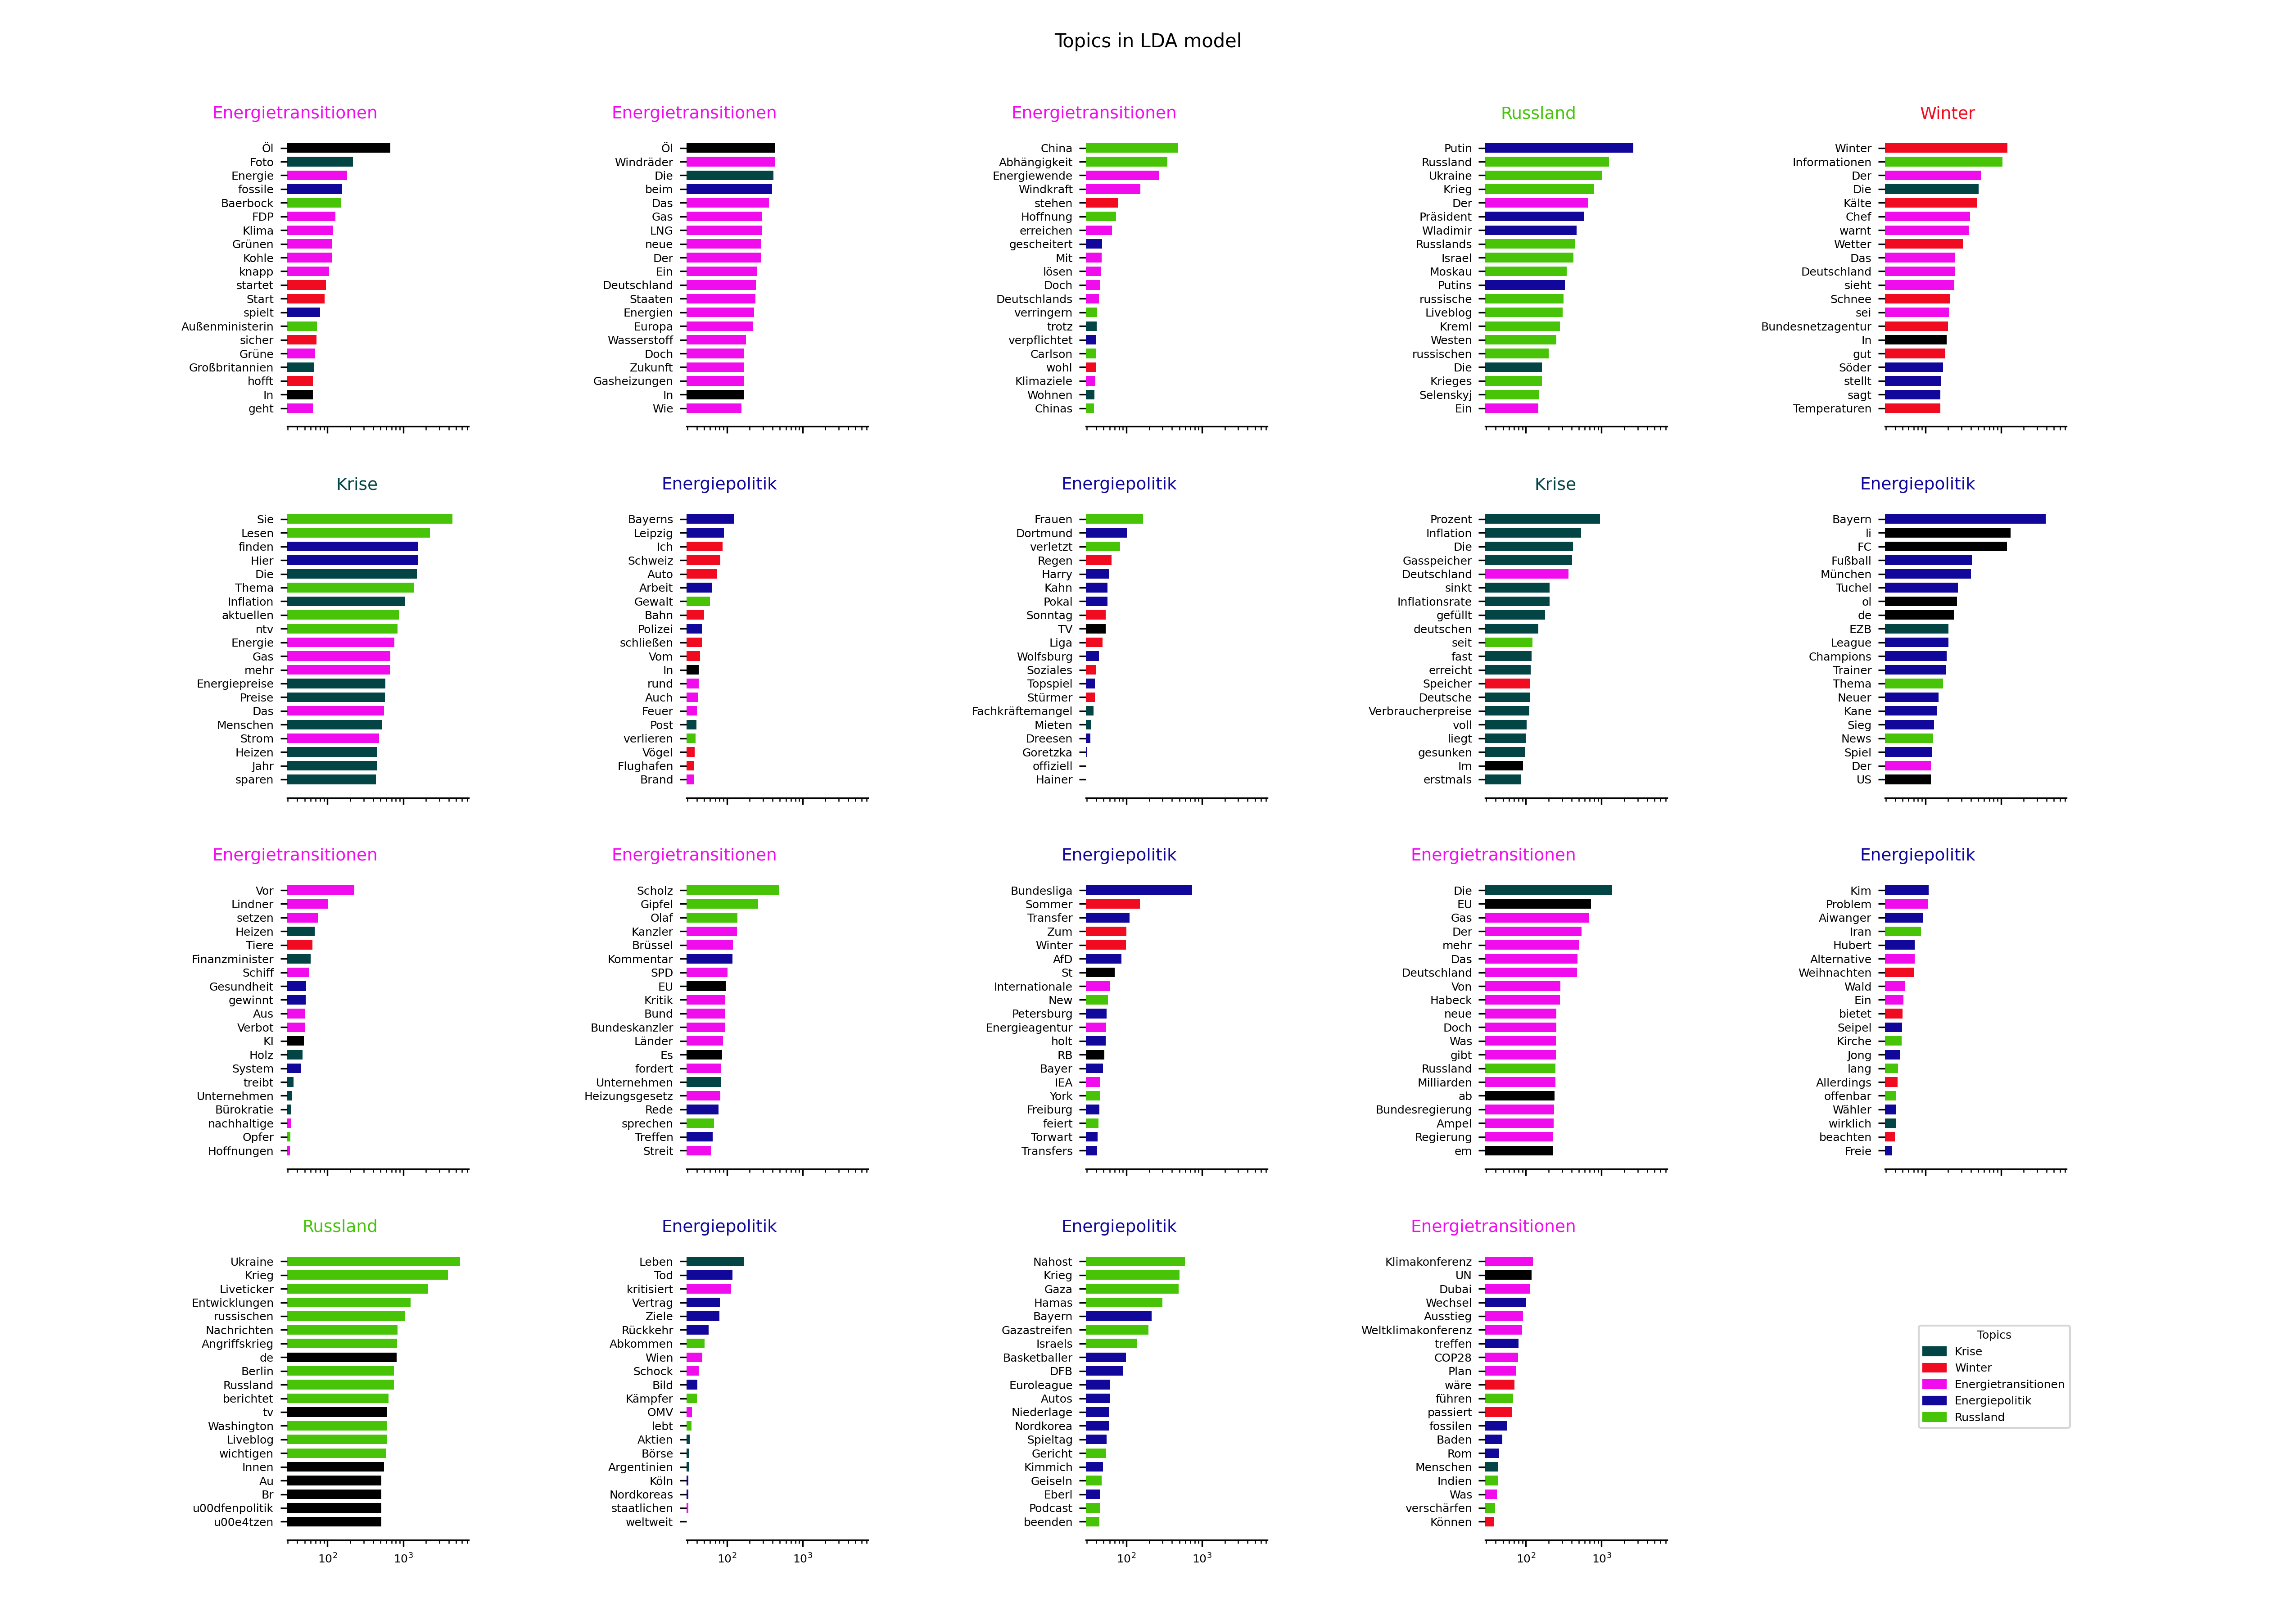 Topics in LDA model
Energietransitionen
Öl
Foto
Energie
fossile
Baerbock
FDP
Klima
Grünen
Kohle
knapp
startet
Start
spielt
Außenministerin
sicher
Grüne
Großbritannien
hofft
In
geht
Energietransitionen
Öl
Windräder
Die
beim
Das
Gas
LNG
neue
Der
Ein
Deutschland
Staaten
Energien
Europa
Wasserstoff
Doch
Zukunft
Gasheizungen
In
Wie
Energietransitionen
China
Abhängigkeit
Energiewende
Windkraft
stehen
Hoffnung
erreichen
gescheitert
Mit
lösen
Doch
Deutschlands
verringern
trotz
verpflichtet
Carlson
wohl
Klimaziele
Wohnen
Chinas
Russland
Putin
Russland
Ukraine
Krieg
Der
Präsident
Wladimir
Russlands
Israel
Moskau
Putins
russische
Liveblog
Kreml
Westen
russischen
Die
Krieges
Selenskyj
Ein
Winter
Winter
Informationen
Der
Die
Kälte
Chef
warnt
Wetter
Das
Deutschland
sieht
Schnee
sei
Bundesnetzagentur
In
gut
Söder
stellt
sagt
Temperaturen
Krise
Sie
Lesen
finden
Hier
Die
Thema
Inflation
aktuellen
ntv
Energie
Gas
mehr
Energiepreise
Preise
Das
Menschen
Strom
Heizen
Jahr
sparen
Energiepolitik
Bayerns
Leipzig
Ich
Schweiz
Auto
Arbeit
Gewalt
Bahn
Polizei
schließen
Vom
In
rund
Auch
Feuer
Post
verlieren
Vögel
Flughafen
Brand
Energiepolitik
Frauen
Dortmund
verletzt
Regen
Harry
Kahn
Pokal
Sonntag
TV
Liga
Wolfsburg
Soziales
Topspiel
Stürmer
Fachkräftemangel
Mieten
Dreesen
Goretzka
offiziell
Hainer
Krise
Prozent
Inflation
Die
Gasspeicher
Deutschland
sinkt
Inflationsrate
gefüllt
deutschen
seit
fast
erreicht
Speicher
Deutsche
Verbraucherpreise
voll
liegt
gesunken
Im
erstmals
Energiepolitik
Bayern
li
FC
Fußball
München
Tuchel
ol
de
EZB
League
Champions
Trainer
Thema
Neuer
Kane
Sieg
News
Spiel
Der
US
Energietransitionen
Vor
Lindner
setzen
Heizen
Tiere
Finanzminister
Schiff
Gesundheit
gewinnt
Aus
Verbot
KI
Holz
System
treibt
Unternehmen
Bürokratie
nachhaltige
Opfer
Hoffnungen
Energietransitionen
Scholz
Gipfel
Olaf
Kanzler
Brüssel
Kommentar
SPD
EU
Kritik
Bund
Bundeskanzler
Länder
Es
fordert
Unternehmen
Heizungsgesetz
Rede
sprechen
Treffen
Streit
Energiepolitik
Bundesliga
Sommer
Transfer
Zum
Winter
AfD
St
Internationale
New
Petersburg
Energieagentur
holt
RB
Bayer
IEA
York
Freiburg
feiert
Torwart
Transfers
Energietransitionen
Die
EU
Gas
Der
mehr
Das
Deutschland
Von
Habeck
neue
Doch
Was
gibt
Russland
Milliarden
ab
Bundesregierung
Ampel
Regierung
em
Energiepolitik
Kim
Problem
Aiwanger
Iran
Hubert
Alternative
Weihnachten
Wald
Ein
bietet
Seipel
Kirche
Jong
lang
Allerdings
offenbar
Wähler
wirklich
beachten
Freie
Russland
Ukraine
Krieg
Liveticker
Entwicklungen
russischen
Nachrichten
Angriffskrieg
de
Berlin
Russland
berichtet
tv
Washington
Liveblog
wichtigen
Innen
Au
Br
u00dfenpolitik
u00e4tzen
10² 10³
Energiepolitik
Leben
Tod
kritisiert
Vertrag
Ziele
Rückkehr
Abkommen
Wien
Schock
Bild
Kämpfer
OMV
lebt
Aktien
Börse
Argentinien
Köln
Nordkoreas
staatlichen
weltweit
10² 10³
Energiepolitik
Nahost
Krieg
Gaza
Hamas
Bayern
Gazastreifen
Israels
Basketballer
DFB
Euroleague
Autos
Niederlage
Nordkorea
Spieltag
Gericht
Kimmich
Geiseln
Eberl
Podcast
beenden
10² 10³
Energietransitionen
Klimakonferenz
UN
Dubai
Wechsel
Ausstieg
Weltklimakonferenz
treffen
COP28
Plan
wäre
führen
passiert
fossilen
Baden
Rom
Menschen
Indien
Was
verschärfen
Können
10² 10³
Topics
Krise
Winter
Energietransitionen
Energiepolitik
Russland